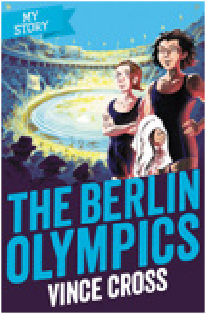 MY
STORY
THE BERLIN
OLYMPICS
VINCE CROSS